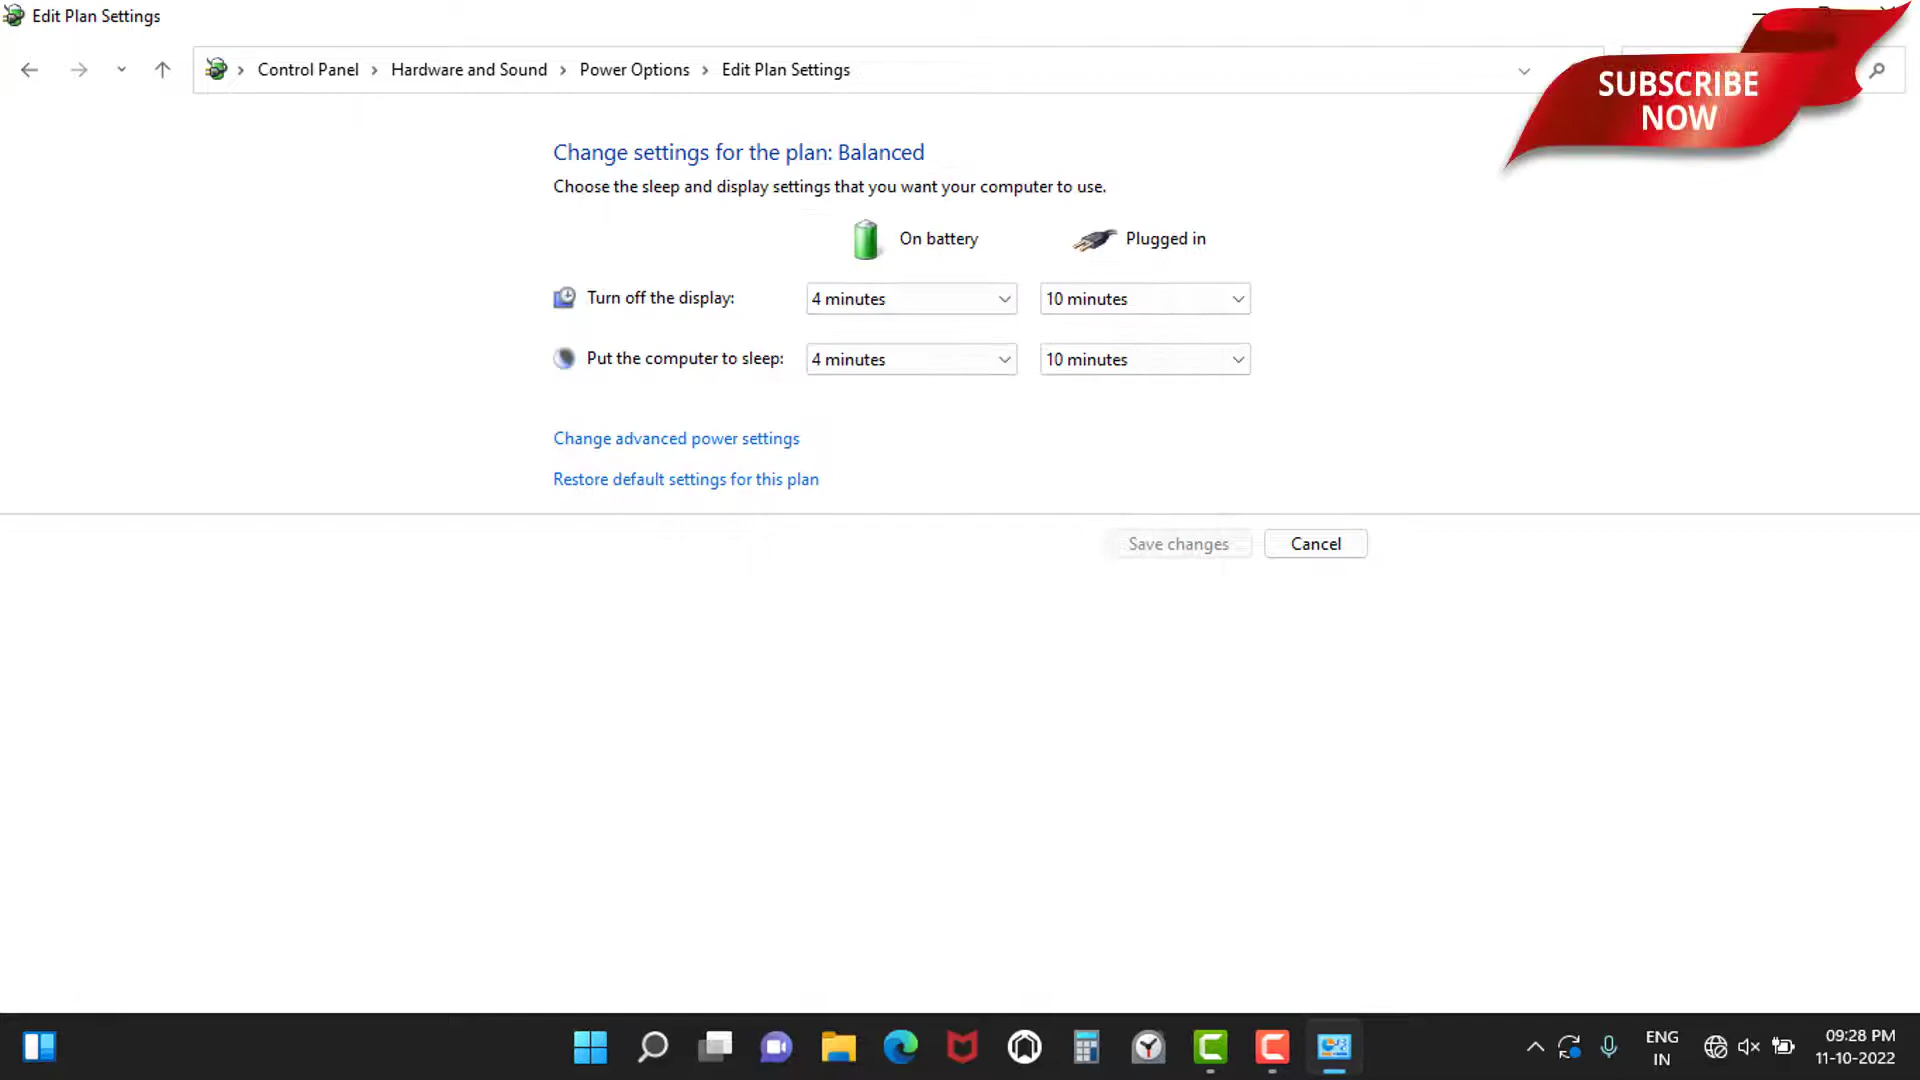 Edit Plan Settings
Control Panel > Hardware and Sound > Power Options > Edit Plan Settings
SUBSCRIBE
NOW
Change settings for the plan: Balanced
Choose the sleep and display settings that you want your computer to use.
On battery
Plugged in
Turn off the display: 4 minutes 10 minutes
Put the computer to sleep: 4 minutes 10 minutes
Change advanced power settings
Restore default settings for this plan
Save changes Cancel
ENG
IN
09:28 PM
11-10-2022